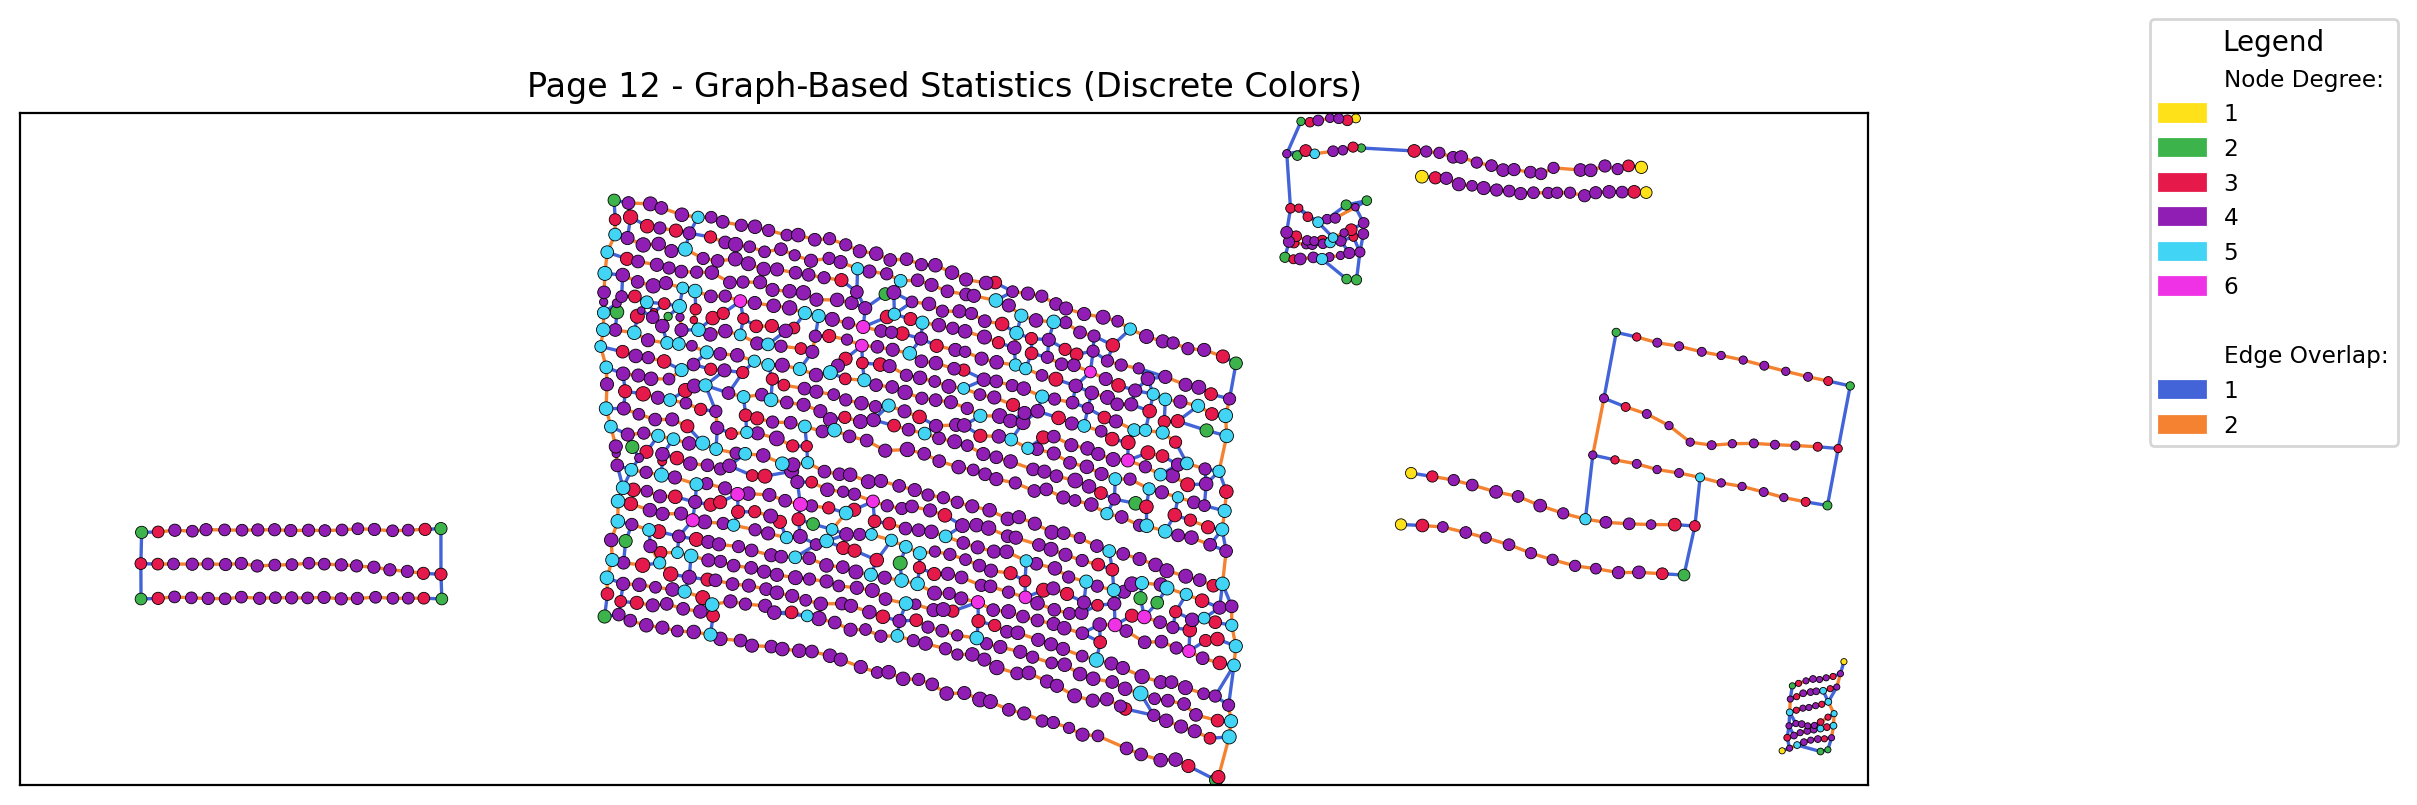 Page 12 - Graph-Based Statistics (Discrete Colors)
Legend
Node Degree:
1
2
3
4
5
6
Edge Overlap:
1
2